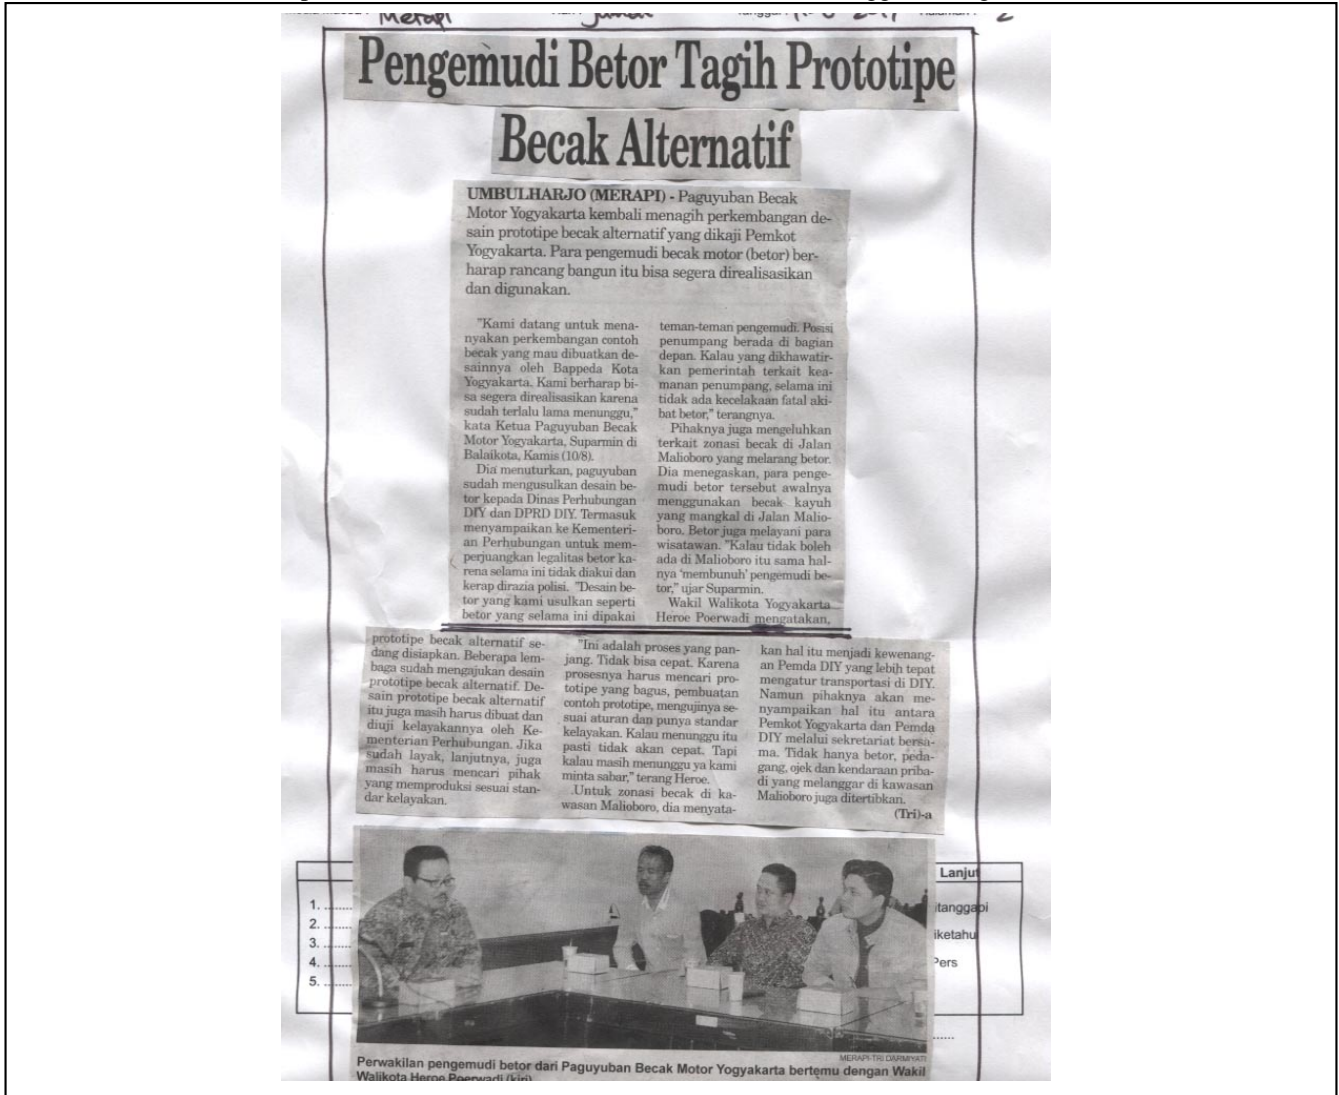 Merapi
2
Pengemudi Betor Tagih Prototipe
Becak Alternatif
UMBULHARJO (MERAPI) - Paguyuban Becak
Motor Yogyakarta kembali menagih perkembangan de-
sain prototipe becak alternatif yang dikaji Pemkot
Yogyakarta. Para pengemudi becak motor (betor) ber-
harap rancang bangun itu bisa segera direalisasikan
dan digunakan.
"Kami datang untuk mena-
nyakan perkembangan contoh
becak yang mau dibuatkan de-
sainnya oleh Bappeda Kota
Yogyakarta. Kami berharap bi-
sa segera direalisasikan karena
sudah terlalu lama menunggu,"
kata Ketua Paguyuban Becak
Motor Yogyakarta, Suparmin di
Balaikota, Kamis (10/8).
Dia menuturkan, paguyuban
sudah mengusulkan desain be-
tor kepada Dinas Perhubungan
DIY dan DPRD DIY. Termasuk
menyampaikan ke Kementeri-
an Perhubungan untuk mem-
perjuangkan legalitas betor ka-
rena selama ini tidak diakui dan
kerap dirazia polisi. "Desain be-
tor yang kami usulkan seperti
betor yang selama ini dipakai
teman-teman pengemudi. Posisi
penumpang berada di bagian
depan. Kalau yang dikhawatir-
kan pemerintah terkait kea-
manan penumpang, selama ini
tidak ada kecelakaan fatal aki-
bat betor," terangnya.
Pihaknya juga mengeluhkan
terkait zonasi becak di Jalan
Malioboro yang melarang betor.
Dia menegaskan, para penge-
mudi betor tersebut awalnya
menggunakan becak kayuh
yang mangkal di Jalan Malio-
boro. Betor juga melayani para
wisatawan. "Kalau tidak boleh
ada di Malioboro itu sama hal-
nya 'membunuh' pengemudi be-
tor," ujar Suparmin.
Wakil Walikota Yogyakarta
Heroe Poerwadi mengatakan,
prototipe becak alternatif se-
dang disiapkan. Beberapa lem-
baga sudah mengajukan desain
prototipe becak alternatif. De-
sain prototipe becak alternatif
itu juga masih harus dibuat dan
diuji kelayakannya oleh Ke-
menterian Perhubungan. Jika
sudah layak, lanjutnya, juga
masih harus mencari pihak
yang memproduksi sesuai stan-
dar kelayakan.
"Ini adalah proses yang pan-
jang. Tidak bisa cepat. Karena
prosesnya harus mencari pro-
totipe yang bagus, pembuatan
contoh prototipe, mengujinya se-
suai aturan dan punya standar
kelayakan. Kalau menunggu itu
pasti tidak akan cepat. Tapi
kalau masih menunggu ya kami
minta sabar," terang Heroe.
Untuk zonasi becak di ka-
wasan Malioboro, dia menyata-
kan hal itu menjadi kewenang-
an Pemda DIY yang lebih tepat
mengatur transportasi di DIY.
Namun pihaknya akan me-
nyampaikan hal itu antara
Pemkot Yogyakarta dan Pemda
DIY melalui sekretariat bersa-
ma. Tidak hanya betor, peda-
gang, ojek dan kendaraan priba-
di yang melanggar di kawasan
Malioboro juga ditertibkan.
(Tri)-a
Lanjut
1. ........
2. ........
3. ........
4. ........
5. ........
itanggapi
iketahu
Pers
MERAPI-TRI DARMIYATI
Perwakilan pengemudi betor dari Paguyuban Becak Motor Yogyakarta bertemu dengan Wakil
Walikota Heroe Poerwadi (kiri)